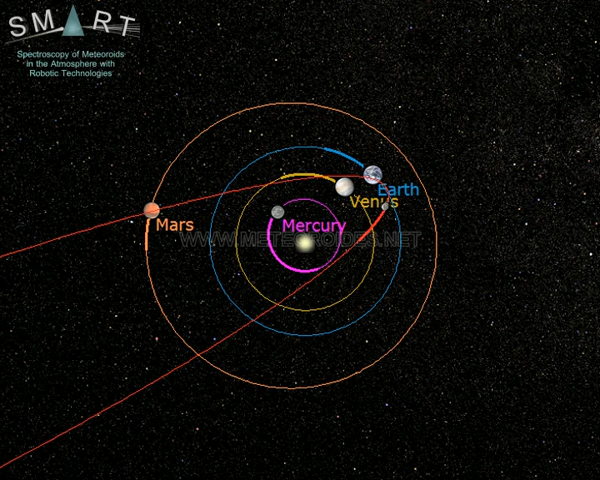 SMART
Spectroscopy of Meteoroids
in the Atmosphere with
Robotic Technologies
Earth
Venus
Mars
Mercury
WWW.METEOROIDES.NET